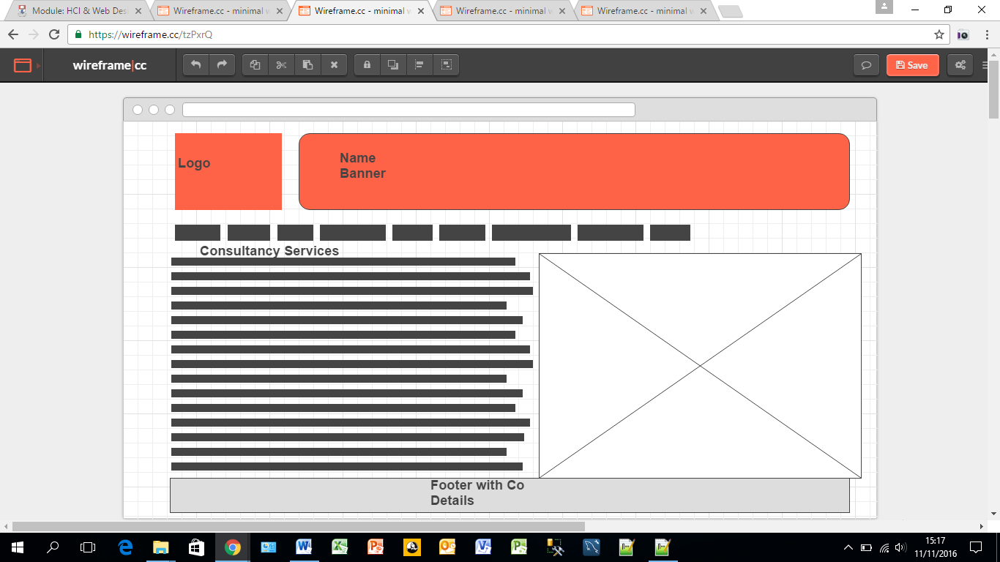 Module: HCI & Web Des
Wireframe.cc - minimal w
Wireframe.cc - minimal w
Wireframe.cc - minimal w
Wireframe.cc - minimal w
https://wireframe.cc/tzPxrQ
wireframe|cc
Save
Logo
Name
Banner
Consultancy Services
Footer with Co
Details
15:17
11/11/2016